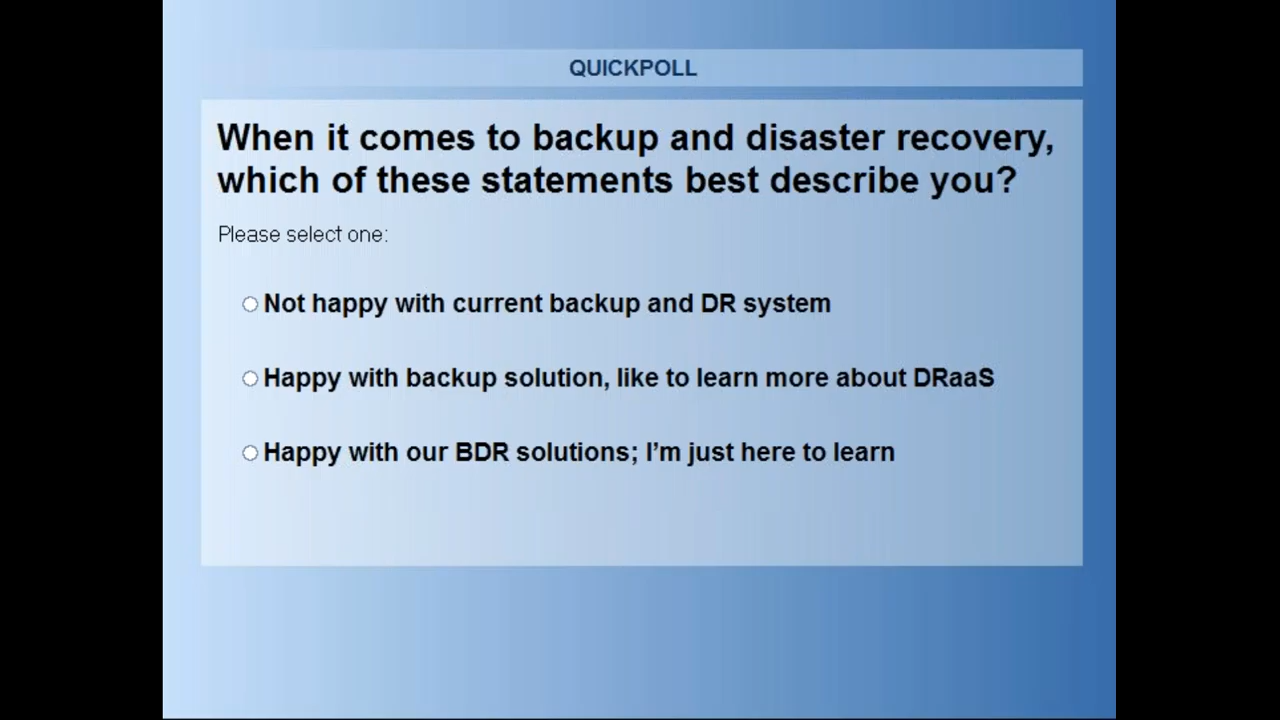 QUICKPOLL
When it comes to backup and disaster recovery,
which of these statements best describe you?
Please select one:
Not happy with current backup and DR system
Happy with backup solution, like to learn more about DRaaS
Happy with our BDR solutions; I’m just here to learn